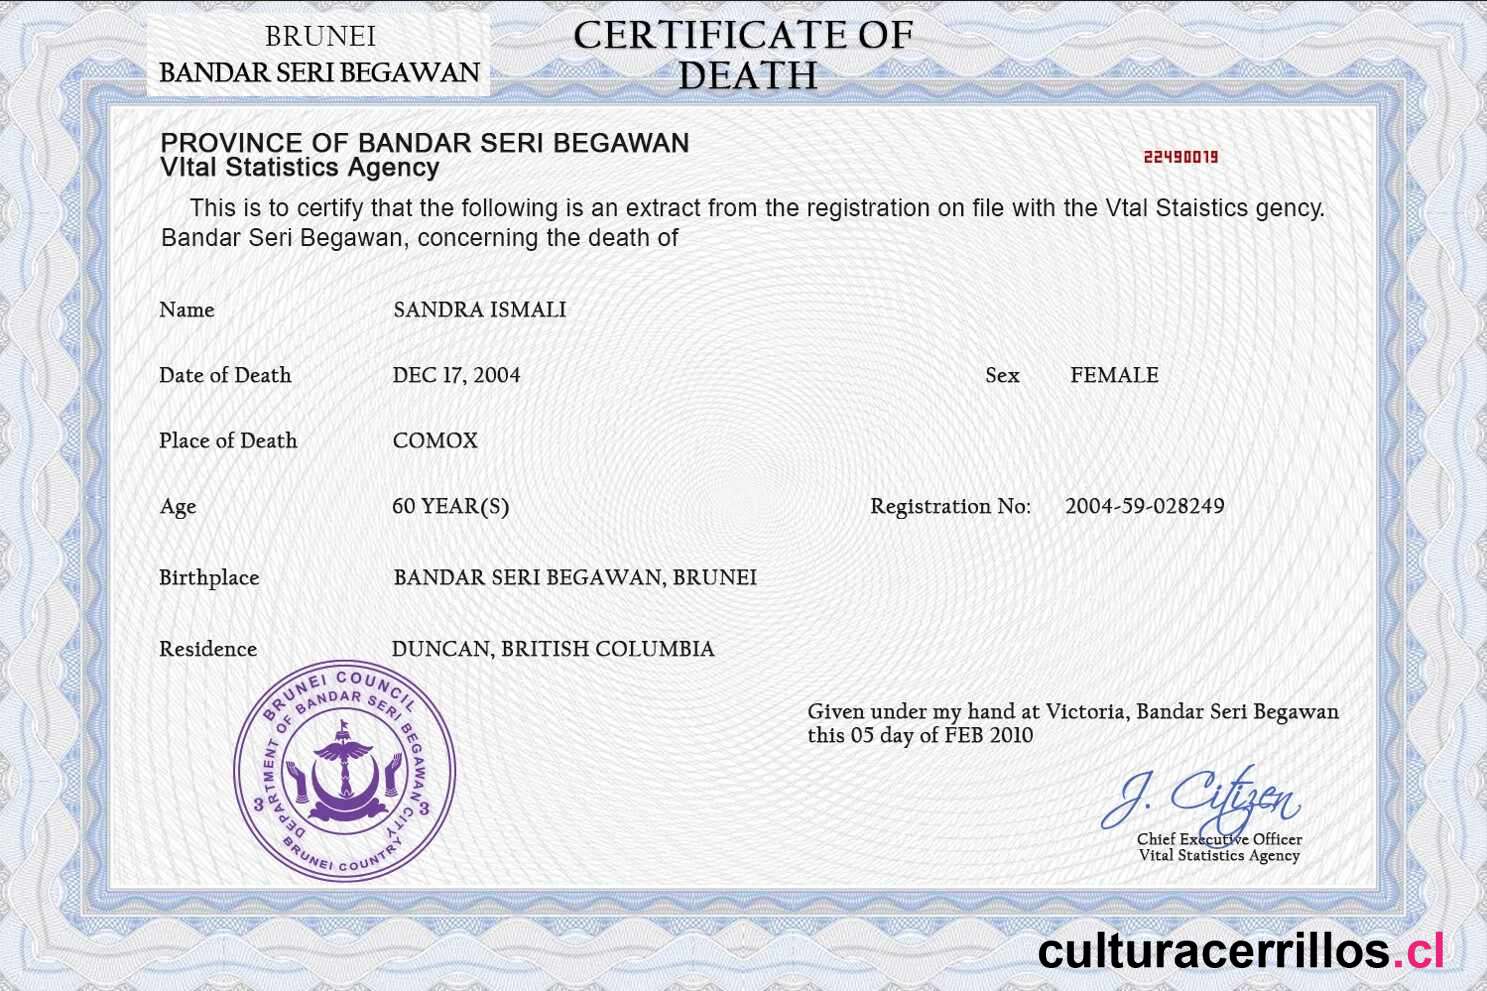 BRUNEI
BANDAR SERI BEGAWAN
CERTIFICATE OF
DEATH
PROVINCE OF BANDAR SERI BEGAWAN
VItal Statistics Agency
22490019
This is to certify that the following is an extract from the registration on file with the Vtal Staistics gency.
Bandar Seri Begawan, concerning the death of
Name SANDRA ISMALI
Date of Death DEC 17, 2004 Sex FEMALE
Place of Death COMOX
Age 60 YEAR(S) Registration No: 2004-59-028249
Birthplace BANDAR SERI BEGAWAN, BRUNEI
Residence DUNCAN, BRITISH COLUMBIA
BRUNEI COUNCIL
DEPARTMENT OF BANDAR SERI BEGAWAN CITY
3 3
BRUNEI COUNTRY
Given under my hand at Victoria, Bandar Seri Begawan
this 05 day of FEB 2010
J. Citizen
Chief Executive Officer
Vital Statistics Agency
culturacerrillos.cl